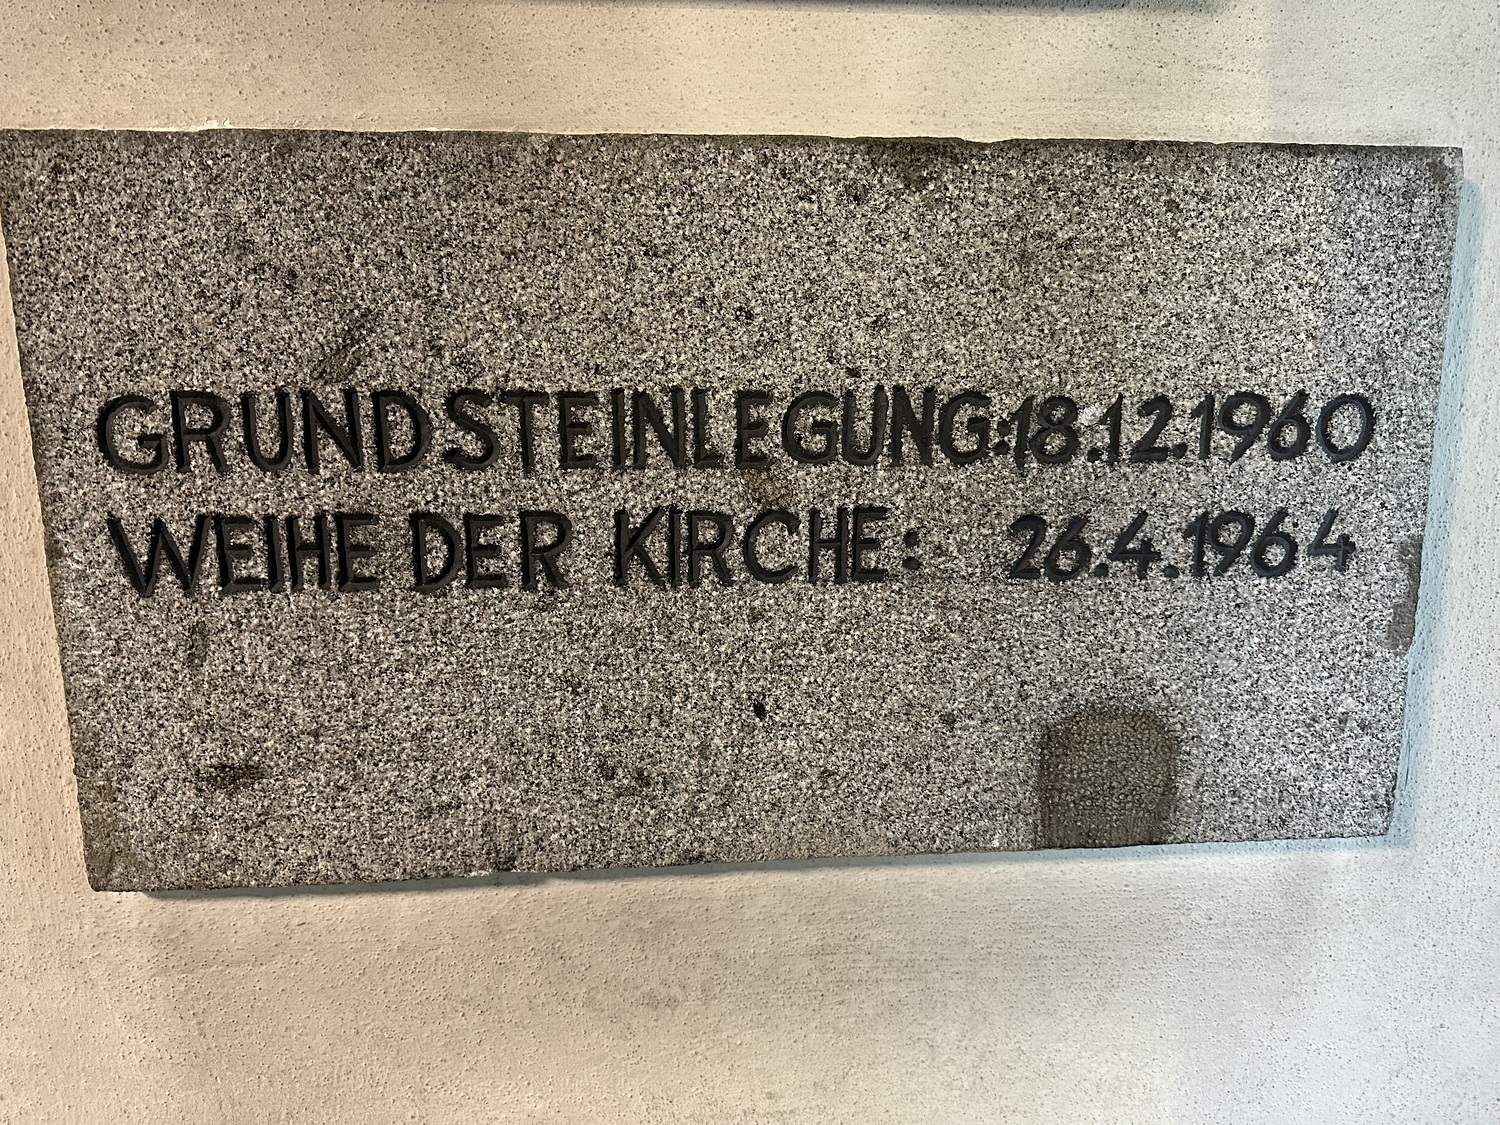 GRUNDSTEINLEGUNG:18.12.1960
WEIHE DER KIRCHE: 26.4.1964